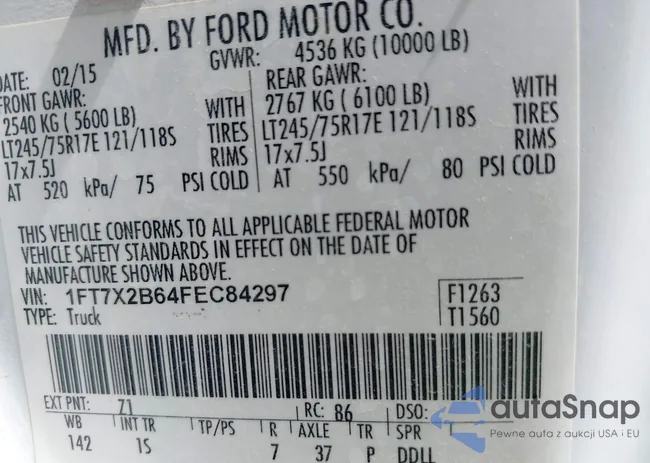 MFD. BY FORD MOTOR CO.
DATE: 02/15 GVWR: 4536 KG (10000 LB)
FRONT GAWR: REAR GAWR:
2540 KG ( 5600 LB) WITH 2767 KG ( 6100 LB) WITH
LT245/75R17E 121/118S TIRES LT245/75R17E 121/118S TIRES
17x7.5J RIMS 17x7.5J RIMS
AT 520 kPa/ 75 PSI COLD AT 550 kPa/ 80 PSI COLD
THIS VEHICLE CONFORMS TO ALL APPLICABLE FEDERAL MOTOR
VEHICLE SAFETY STANDARDS IN EFFECT ON THE DATE OF
MANUFACTURE SHOWN ABOVE.
VIN: 1FT7X2B64FEC84297 F1263
TYPE: Truck T1560
EXT PNT: Z1 RC: 86 DSO:
WB INT TR TP/PS R AXLE TR SPR
142 1S 7 37 P DDLL
autoSnap
Pewne auta z aukcji USA i EU